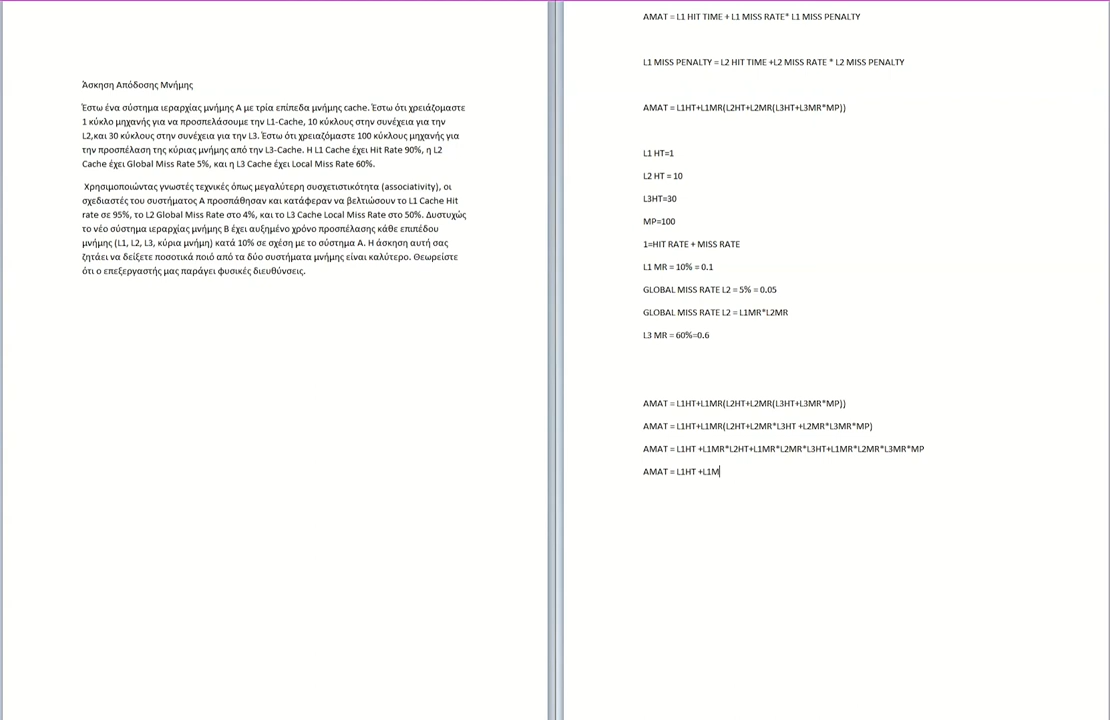 Άσκηση Απόδοσης Μνήμης
Έστω ένα σύστημα ιεραρχίας μνήμης Α με τρία επίπεδα μνήμης cache. Έστω ότι χρειάζομαστε
1 κύκλο μηχανής για να προσπελάσουμε την L1-Cache, 10 κύκλους στην συνέχεια για την
L2,και 30 κύκλους στην συνέχεια για την L3. Έστω ότι χρειαζόμαστε 100 κύκλους μηχανής για
την προσπέλαση της κύριας μνήμης από την L3-Cache. Η L1 Cache έχει Hit Rate 90%, η L2
Cache έχει Global Miss Rate 5%, και η L3 Cache έχει Local Miss Rate 60%.
Χρησιμοποιώντας γνωστές τεχνικές όπως μεγαλύτερη συσχετιστικότητα (associativity), οι
σχεδιαστές του συστήματος Α προσπάθησαν και κατάφεραν να βελτιώσουν το L1 Cache Hit
rate σε 95%, το L2 Global Miss Rate στο 4%, και το L3 Cache Local Miss Rate στο 50%. Δυστυχώς
το νέο σύστημα ιεραρχίας μνήμης Β έχει αυξημένο χρόνο προσπέλασης κάθε επιπέδου
μνήμης (L1, L2, L3, κύρια μνήμη) κατά 10% σε σχέση με το σύστημα Α. Η άσκηση αυτή σας
ζητάει να δείξετε ποσοτικά ποιό από τα δύο συστήματα μνήμης είναι καλύτερο. Θεωρείστε
ότι ο επεξεργαστής μας παράγει φυσικές διευθύνσεις.
AMAT = L1 HIT TIME + L1 MISS RATE* L1 MISS PENALTY
L1 MISS PENALTY = L2 HIT TIME +L2 MISS RATE * L2 MISS PENALTY
AMAT = L1HT+L1MR(L2HT+L2MR(L3HT+L3MR*MP))
L1 HT=1
L2 HT = 10
L3HT=30
MP=100
1=HIT RATE + MISS RATE
L1 MR = 10% = 0.1
GLOBAL MISS RATE L2 = 5% = 0.05
GLOBAL MISS RATE L2 = L1MR*L2MR
L3 MR = 60%=0.6
AMAT = L1HT+L1MR(L2HT+L2MR(L3HT+L3MR*MP))
AMAT = L1HT+L1MR(L2HT+L2MR*L3HT +L2MR*L3MR*MP)
AMAT = L1HT +L1MR*L2HT+L1MR*L2MR*L3HT+L1MR*L2MR*L3MR*MP
AMAT = L1HT +L1M